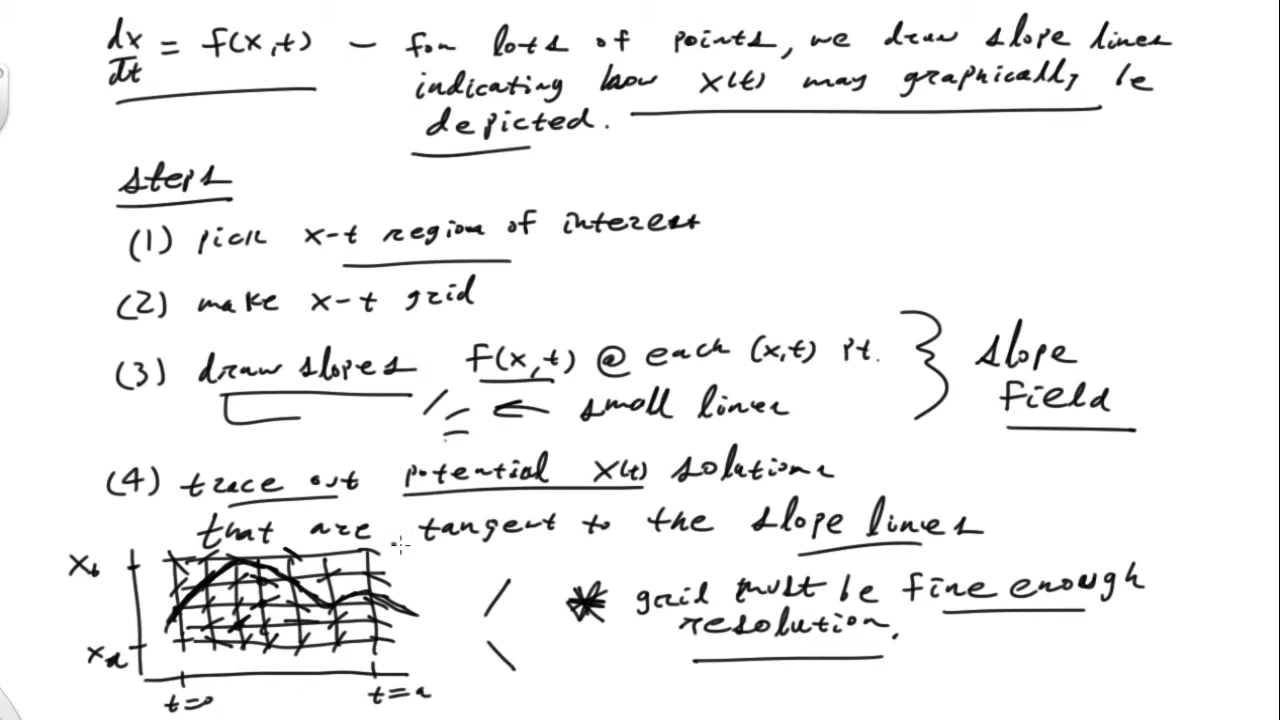 dx/dt = f(x,t) — for lots of points, we draw slope lines
indicating how x(t) may graphically be
depicted.
steps
(1) pick x-t region of interest
(2) make x-t grid
(3) draw slopes f(x,t) @ each (x,t) pt.
← small lines
} slope
field
(4) trace out potential x(t) solutions
that are tangent to the slope lines
* grid must be fine enough
resolution.
x_b
x_a
t=0
t=a